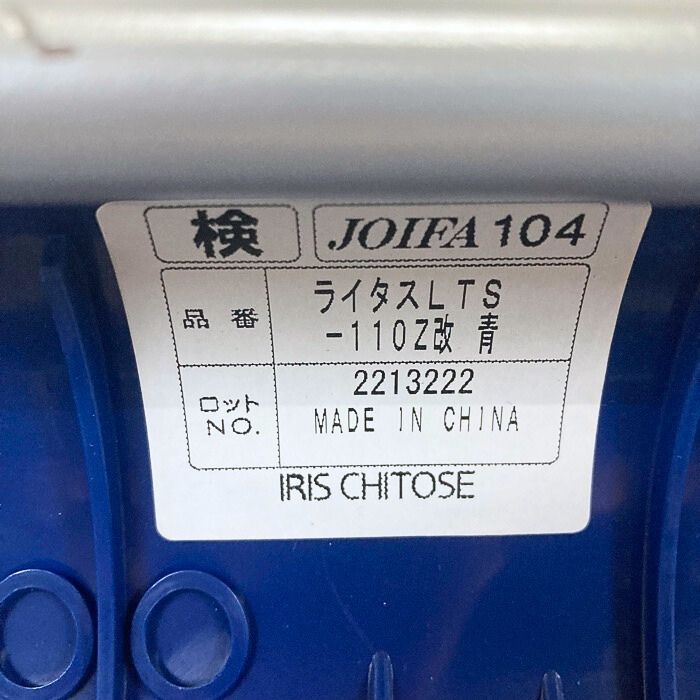 検 JOIFA 104
品番 ライタスLTS
-110Z改 青
ロット 2213222
NO. MADE IN CHINA
IRIS CHITOSE